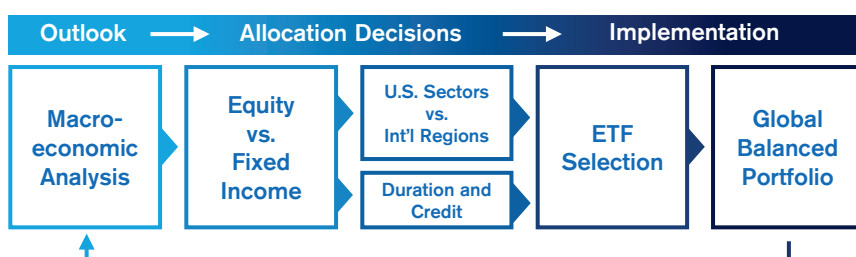 Outlook
Allocation Decisions
Implementation
Macro-
economic
Analysis
Equity
vs.
Fixed
Income
U.S. Sectors
vs.
Int'l Regions
Duration and
Credit
ETF
Selection
Global
Balanced
Portfolio